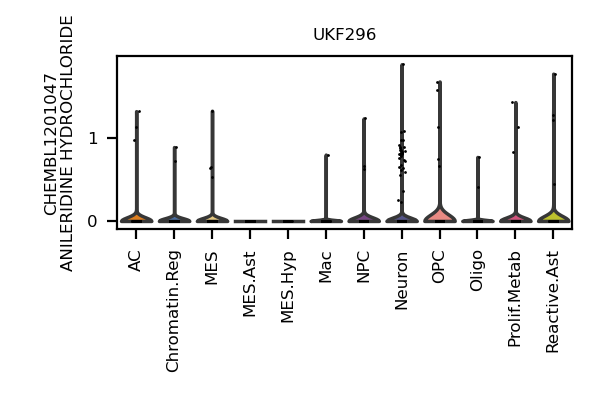 UKF296
CHEMBL1201047
ANILERIDINE HYDROCHLORIDE
1
0
AC
Chromatin.Reg
MES
MES.Ast
MES.Hyp
Mac
NPC
Neuron
OPC
Oligo
Prolif.Metab
Reactive.Ast